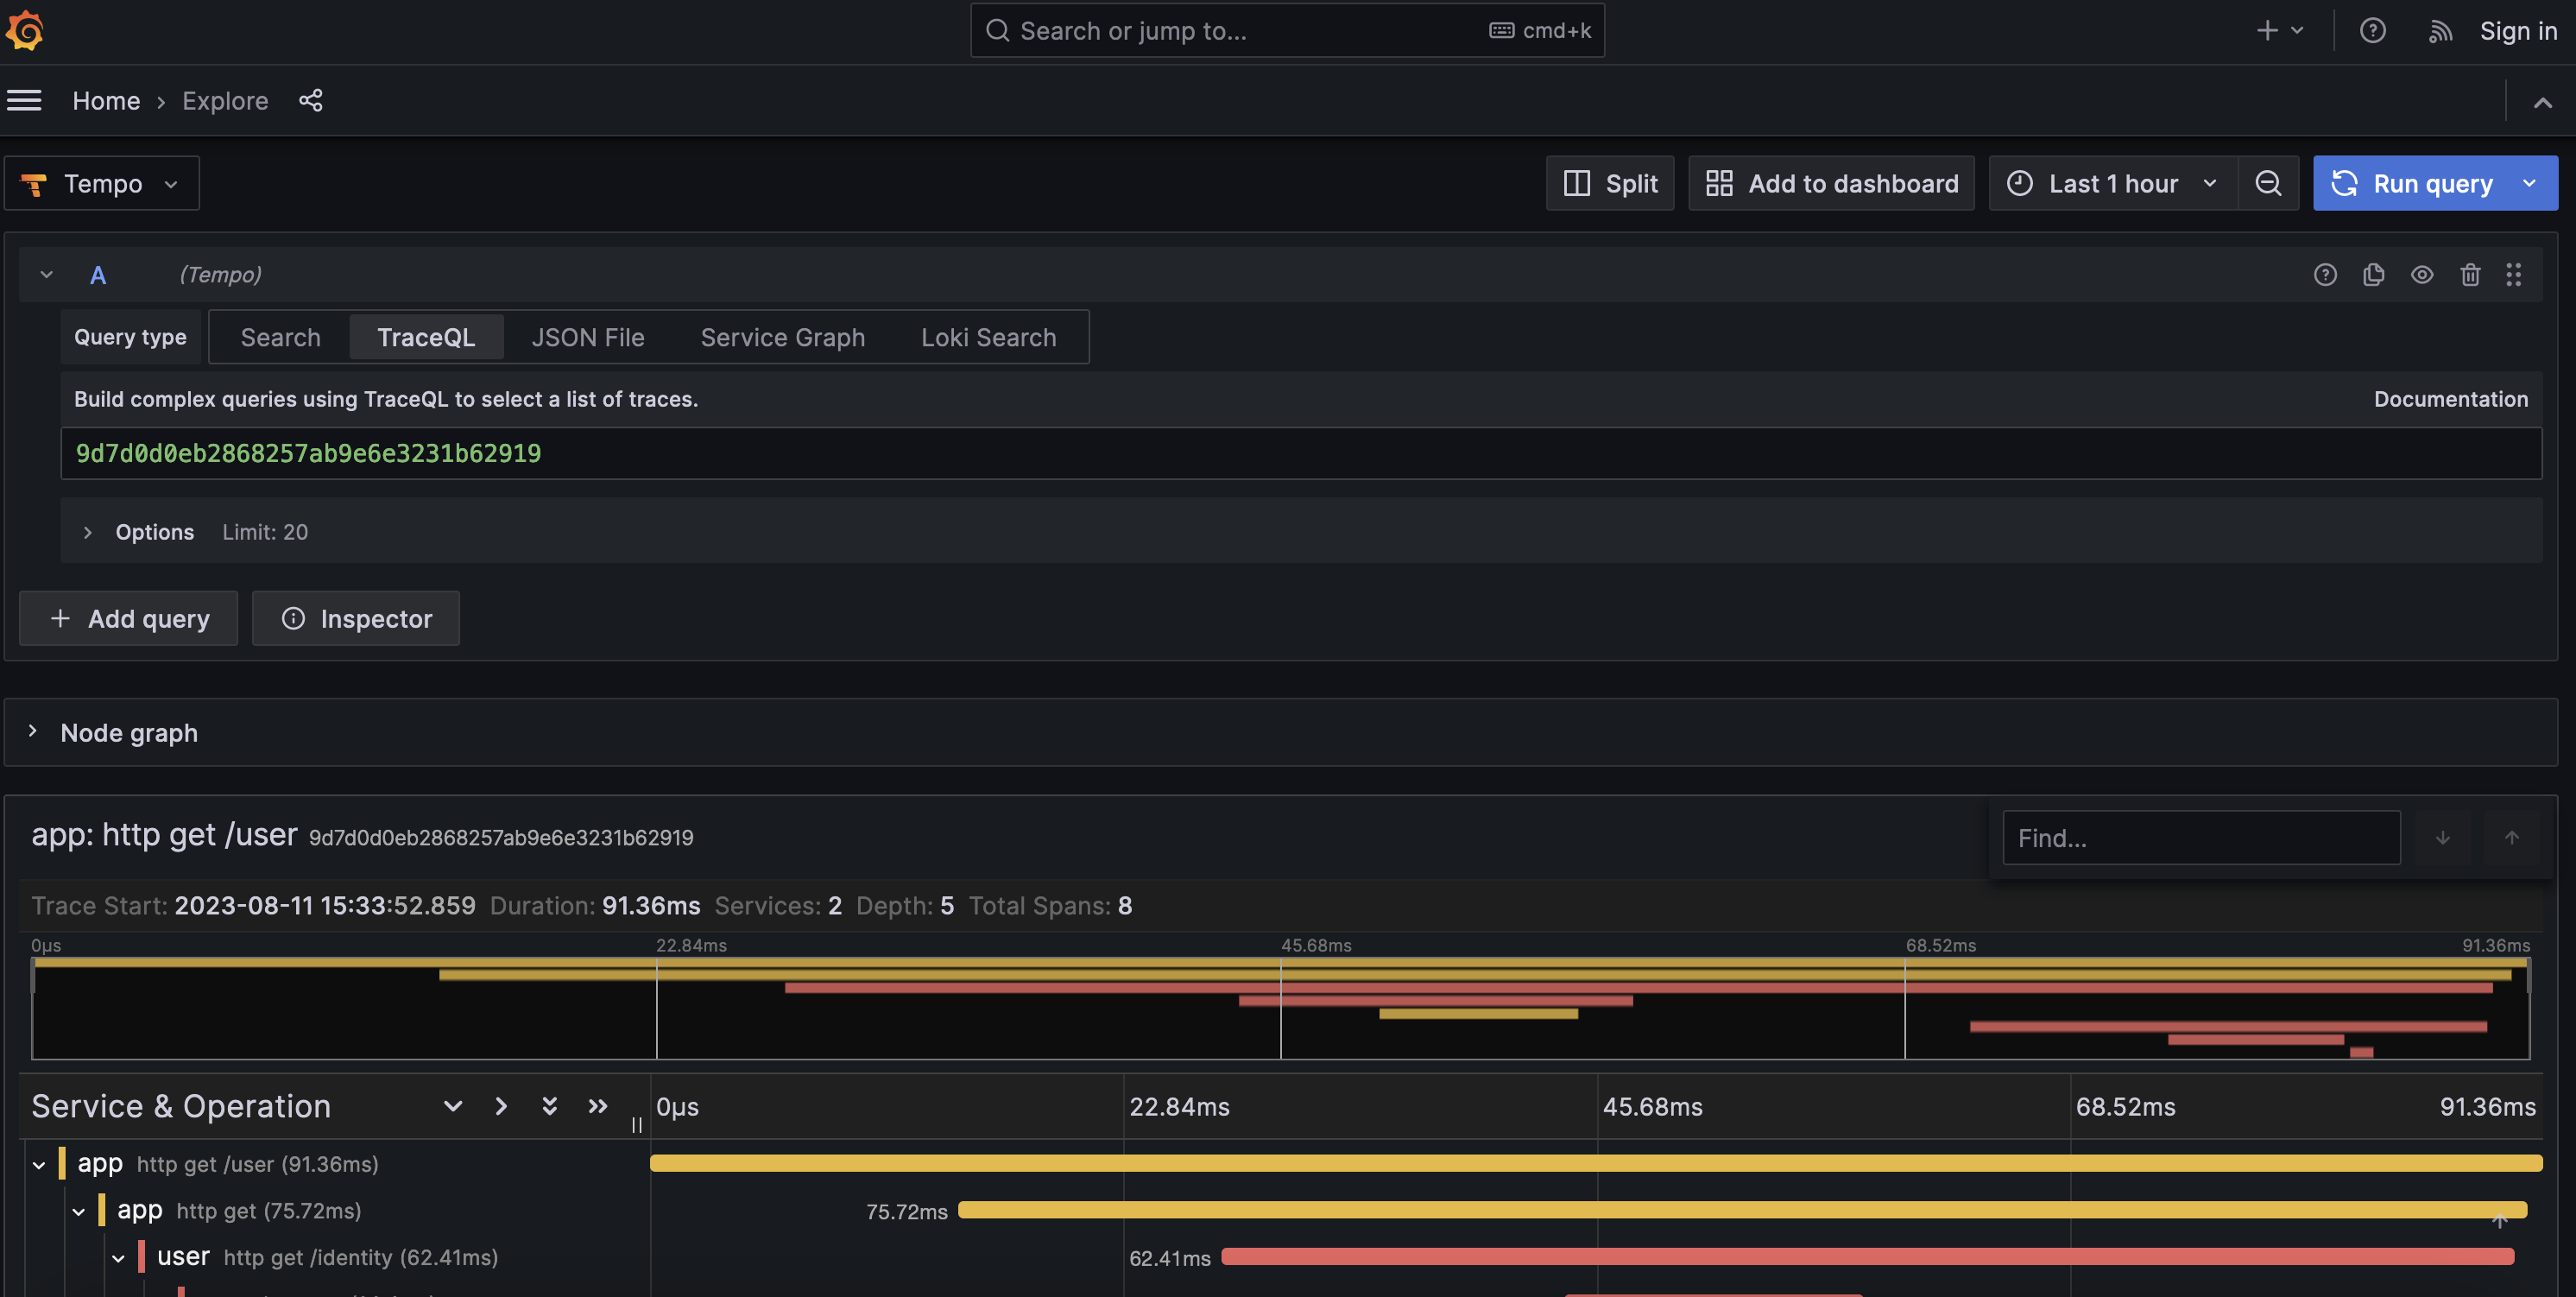 Search or jump to... cmd+k Sign in
Home › Explore
Tempo Split Add to dashboard Last 1 hour Run query
A (Tempo)
Query type Search TraceQL JSON File Service Graph Loki Search
Build complex queries using TraceQL to select a list of traces. Documentation
9d7d0d0eb2868257ab9e6e3231b62919
Options Limit: 20
+ Add query Inspector
Node graph
app: http get /user 9d7d0d0eb2868257ab9e6e3231b62919 Find...
Trace Start: 2023-08-11 15:33:52.859 Duration: 91.36ms Services: 2 Depth: 5 Total Spans: 8
0μs 22.84ms 45.68ms 68.52ms 91.36ms
Service & Operation 0μs 22.84ms 45.68ms 68.52ms 91.36ms
app http get /user (91.36ms)
app http get (75.72ms) 75.72ms
user http get /identity (62.41ms) 62.41ms